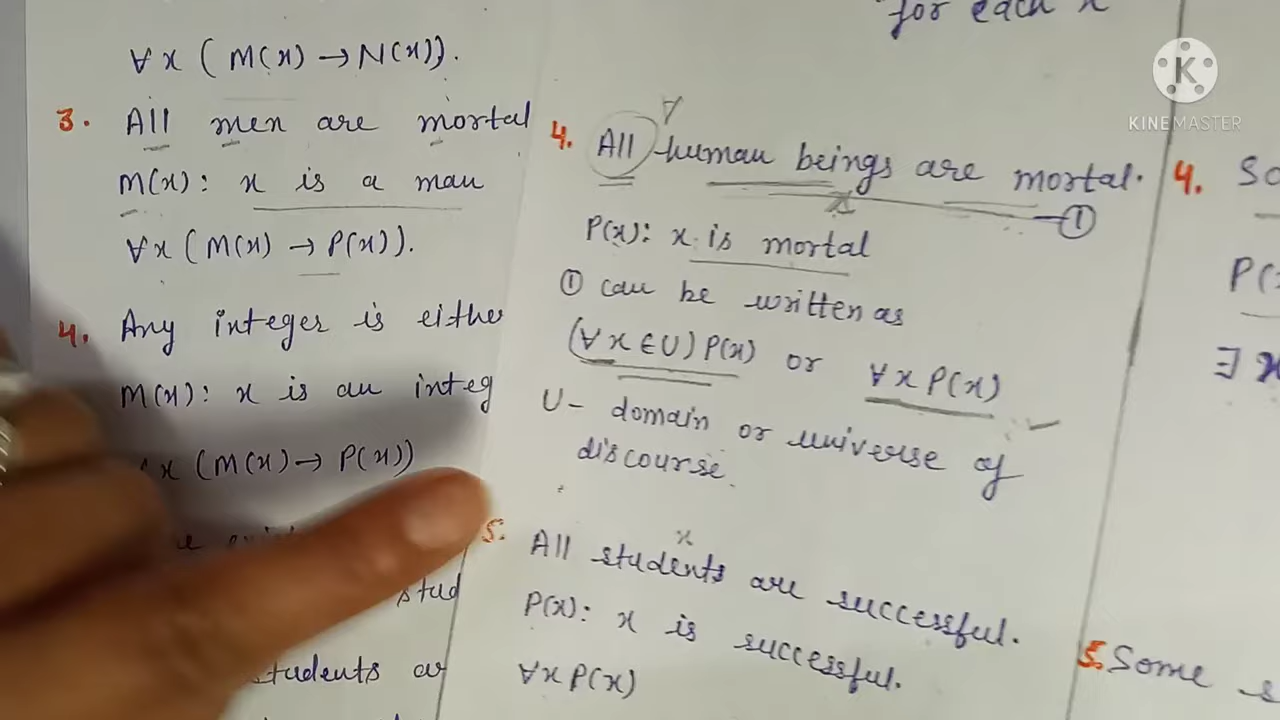 ∀x (M(x) → N(x)).
3. All men are mortal
M(x): x is a man
∀x (M(x) → P(x)).
4. Any integer is eithe
M(x): x is an integ
x (M(x) → P(x))
stud
students ar
for each x
∀
4. All human beings are mortal.
x
①
P(x): x is mortal
① can be written as
(∀x∈U) P(x) or ∀x P(x)
U - domain or universe of
discourse.
x
5. All students are successful.
P(x): x is successful.
∀x P(x)
KINEMASTER
4. So
P(
∃ x
5. Some s